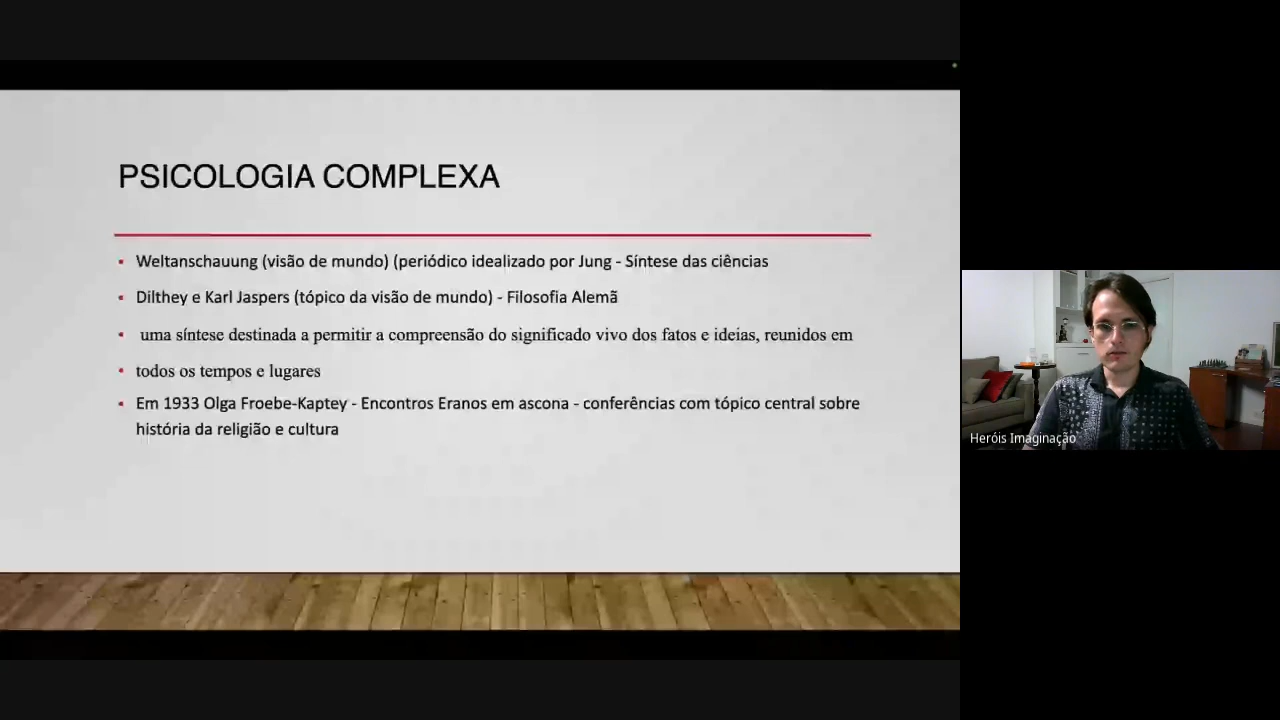 PSICOLOGIA COMPLEXA
Weltanschauung (visão de mundo) (periódico idealizado por Jung - Síntese das ciências
Dilthey e Karl Jaspers (tópico da visão de mundo) - Filosofia Alemã
uma síntese destinada a permitir a compreensão do significado vivo dos fatos e ideias, reunidos em
todos os tempos e lugares
Em 1933 Olga Froebe-Kaptey - Encontros Eranos em ascona - conferências com tópico central sobre
história da religião e cultura
Heróis Imaginação